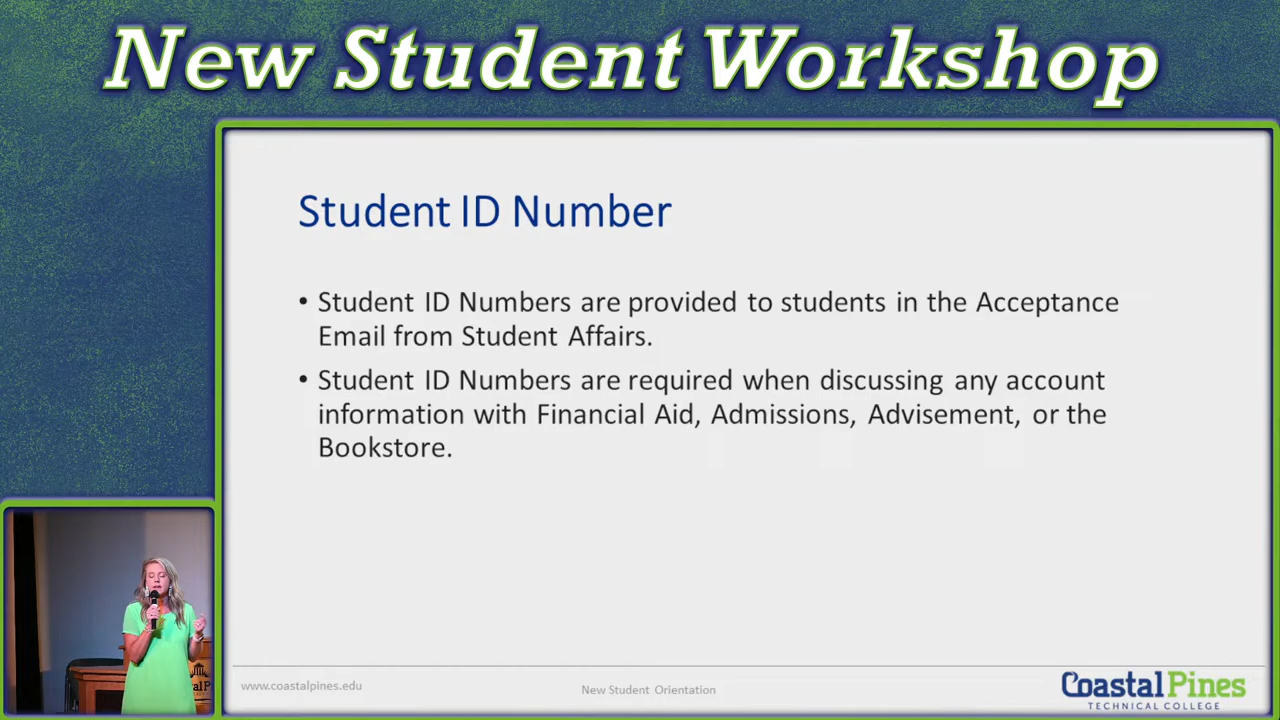 New Student Workshop
Student ID Number
• Student ID Numbers are provided to students in the Acceptance
Email from Student Affairs.
• Student ID Numbers are required when discussing any account
information with Financial Aid, Admissions, Advisement, or the
Bookstore.
www.coastalpines.edu
New Student Orientation
CoastalPines
TECHNICAL COLLEGE